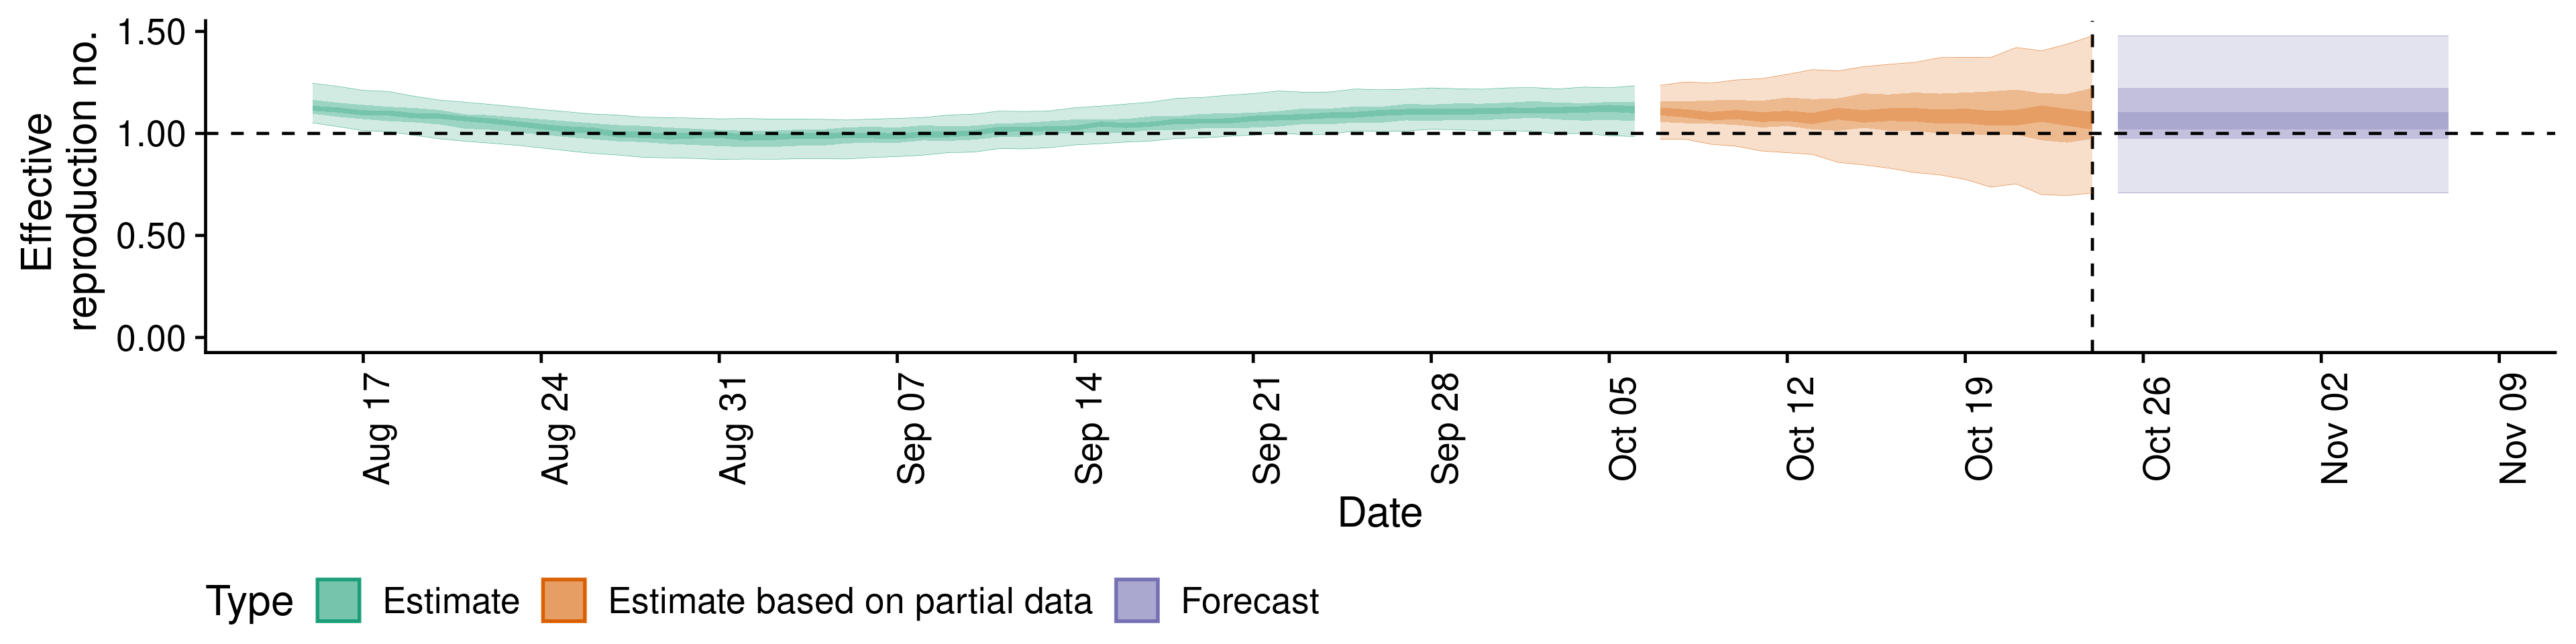 Effective
reproduction no.
1.50
1.00
0.50
0.00
Aug 17
Aug 24
Aug 31
Sep 07
Sep 14
Sep 21
Sep 28
Oct 05
Oct 12
Oct 19
Oct 26
Nov 02
Nov 09
Date
Type Estimate Estimate based on partial data Forecast